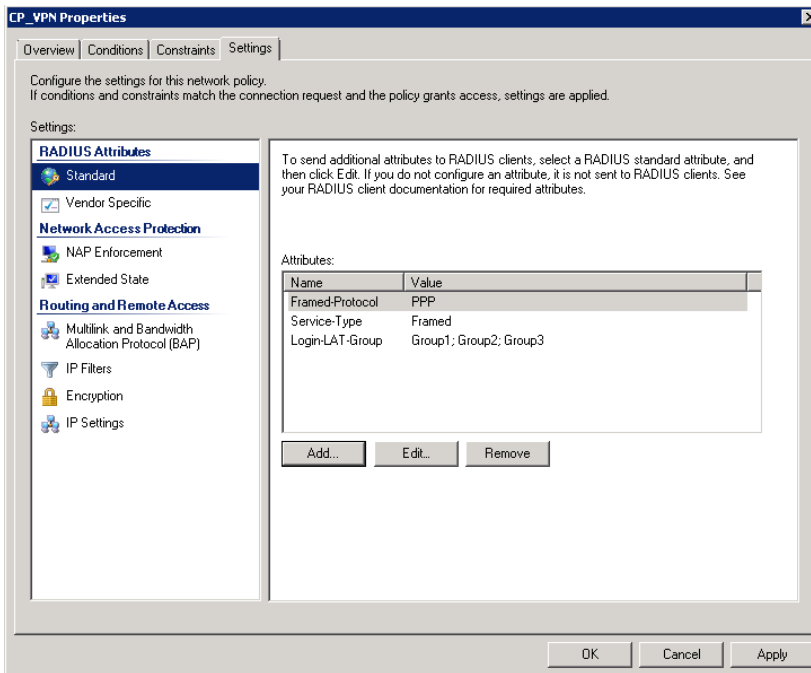 CP_VPN Properties
Overview Conditions Constraints Settings
Configure the settings for this network policy.
If conditions and constraints match the connection request and the policy grants access, settings are applied.
Settings:
RADIUS Attributes
Standard
Vendor Specific
Network Access Protection
NAP Enforcement
Extended State
Routing and Remote Access
Multilink and Bandwidth
Allocation Protocol (BAP)
IP Filters
Encryption
IP Settings
To send additional attributes to RADIUS clients, select a RADIUS standard attribute, and
then click Edit. If you do not configure an attribute, it is not sent to RADIUS clients. See
your RADIUS client documentation for required attributes.
Attributes:
Name Value
Framed-Protocol PPP
Service-Type Framed
Login-LAT-Group Group1; Group2; Group3
Add... Edit... Remove
OK Cancel Apply